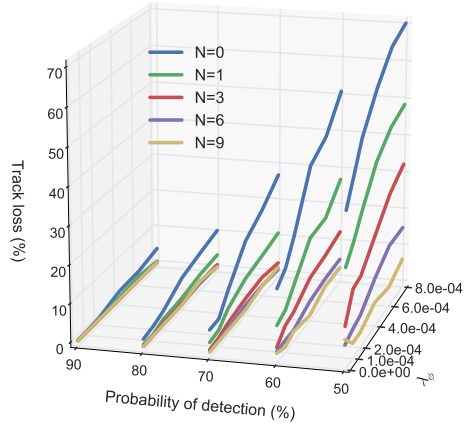 N=0
N=1
N=3
N=6
N=9
70
60
50
40
30
20
10
0
Track loss (%)
90
80
70
60
50
Probability of detection (%)
8.0e-04
6.0e-04
4.0e-04
2.0e-04
1.0e-04
0.0e+00
λφ